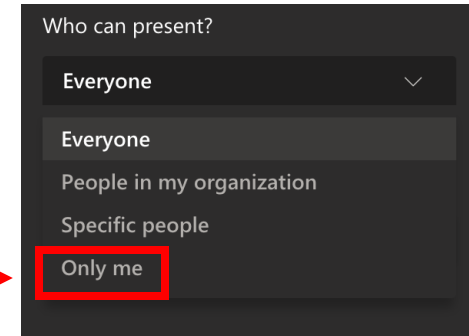 Who can present?
Everyone
Everyone
People in my organization
Specific people
Only me